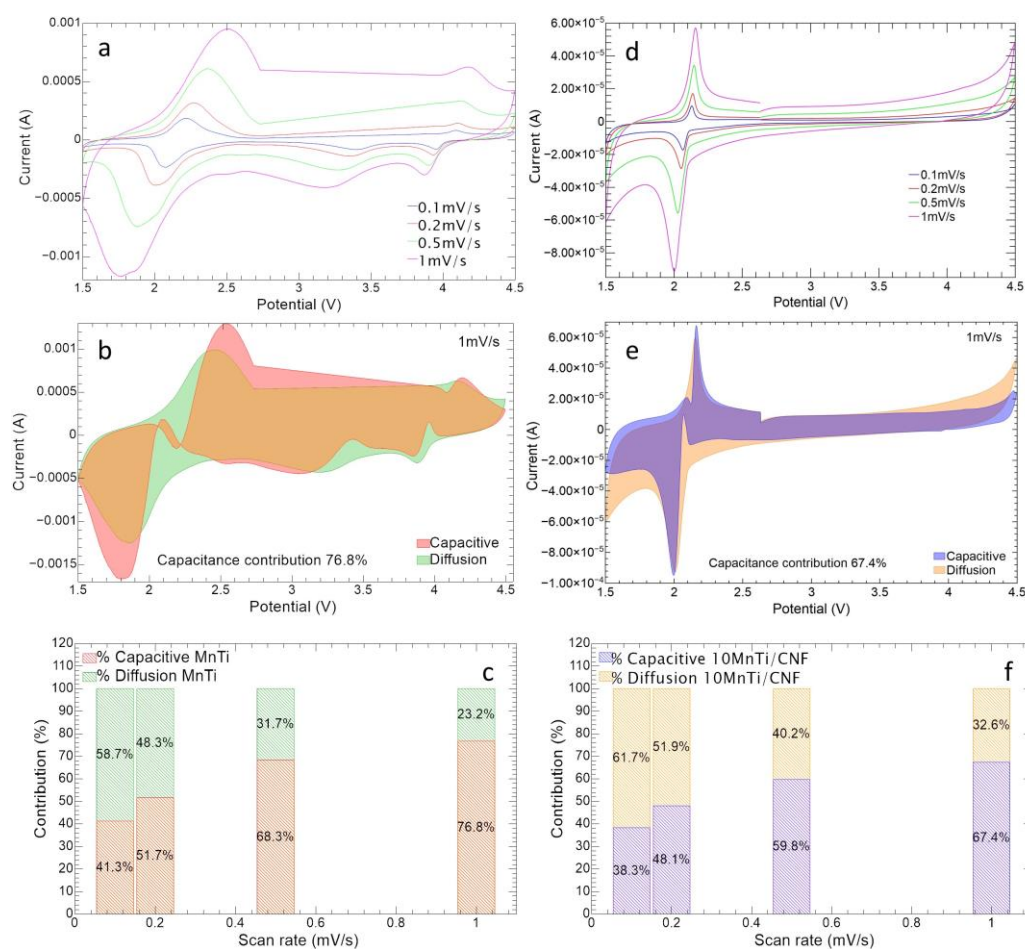 a
0.001
0.0005
0
−0.0005
−0.001
Current (A)
0.1mV/s
0.2mV/s
0.5mV/s
1mV/s
1.5 2 2.5 3 3.5 4 4.5
Potential (V)
d
6.00×10⁻⁵
4.00×10⁻⁵
2.00×10⁻⁵
0
−2.00×10⁻⁵
−4.00×10⁻⁵
−6.00×10⁻⁵
−8.00×10⁻⁵
Current (A)
0.1mV/s
0.2mV/s
0.5mV/s
1mV/s
1.5 2 2.5 3 3.5 4 4.5
Potential (V)
b
1mV/s
0.001
0.0005
0
−0.0005
−0.001
−0.0015
Current (A)
Capacitive
Diffusion
Capacitance contribution 76.8%
1.5 2 2.5 3 3.5 4 4.5
Potential (V)
e
1mV/s
6.00×10⁻⁵
4.00×10⁻⁵
2.00×10⁻⁵
0
−2.00×10⁻⁵
−4.00×10⁻⁵
−6.00×10⁻⁵
−8.00×10⁻⁵
−1.00×10⁻⁴
Current (A)
Capacitive
Diffusion
Capacitance contribution 67.4%
1.5 2 2.5 3 3.5 4 4.5
Potential (V)
c
% Capacitive MnTi
% Diffusion MnTi
120
110
100
90
80
70
60
50
40
30
20
10
0
Contribution (%)
58.7% 48.3% 31.7% 23.2%
41.3% 51.7% 68.3% 76.8%
0 0.2 0.4 0.6 0.8 1
Scan rate (mV/s)
f
% Capacitive 10MnTi/CNF
% Diffusion 10MnTi/CNF
120
110
100
90
80
70
60
50
40
30
20
10
0
Contribution (%)
61.7% 51.9% 40.2% 32.6%
38.3% 48.1% 59.8% 67.4%
0 0.2 0.4 0.6 0.8 1
Scan rate (mV/s)